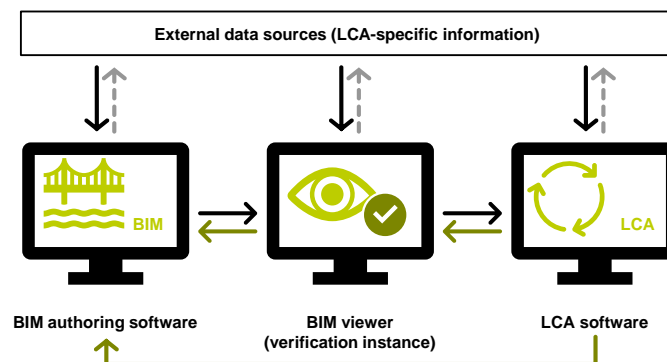 External data sources (LCA-specific information)
BIM
LCA
BIM authoring software
BIM viewer
(verification instance)
LCA software